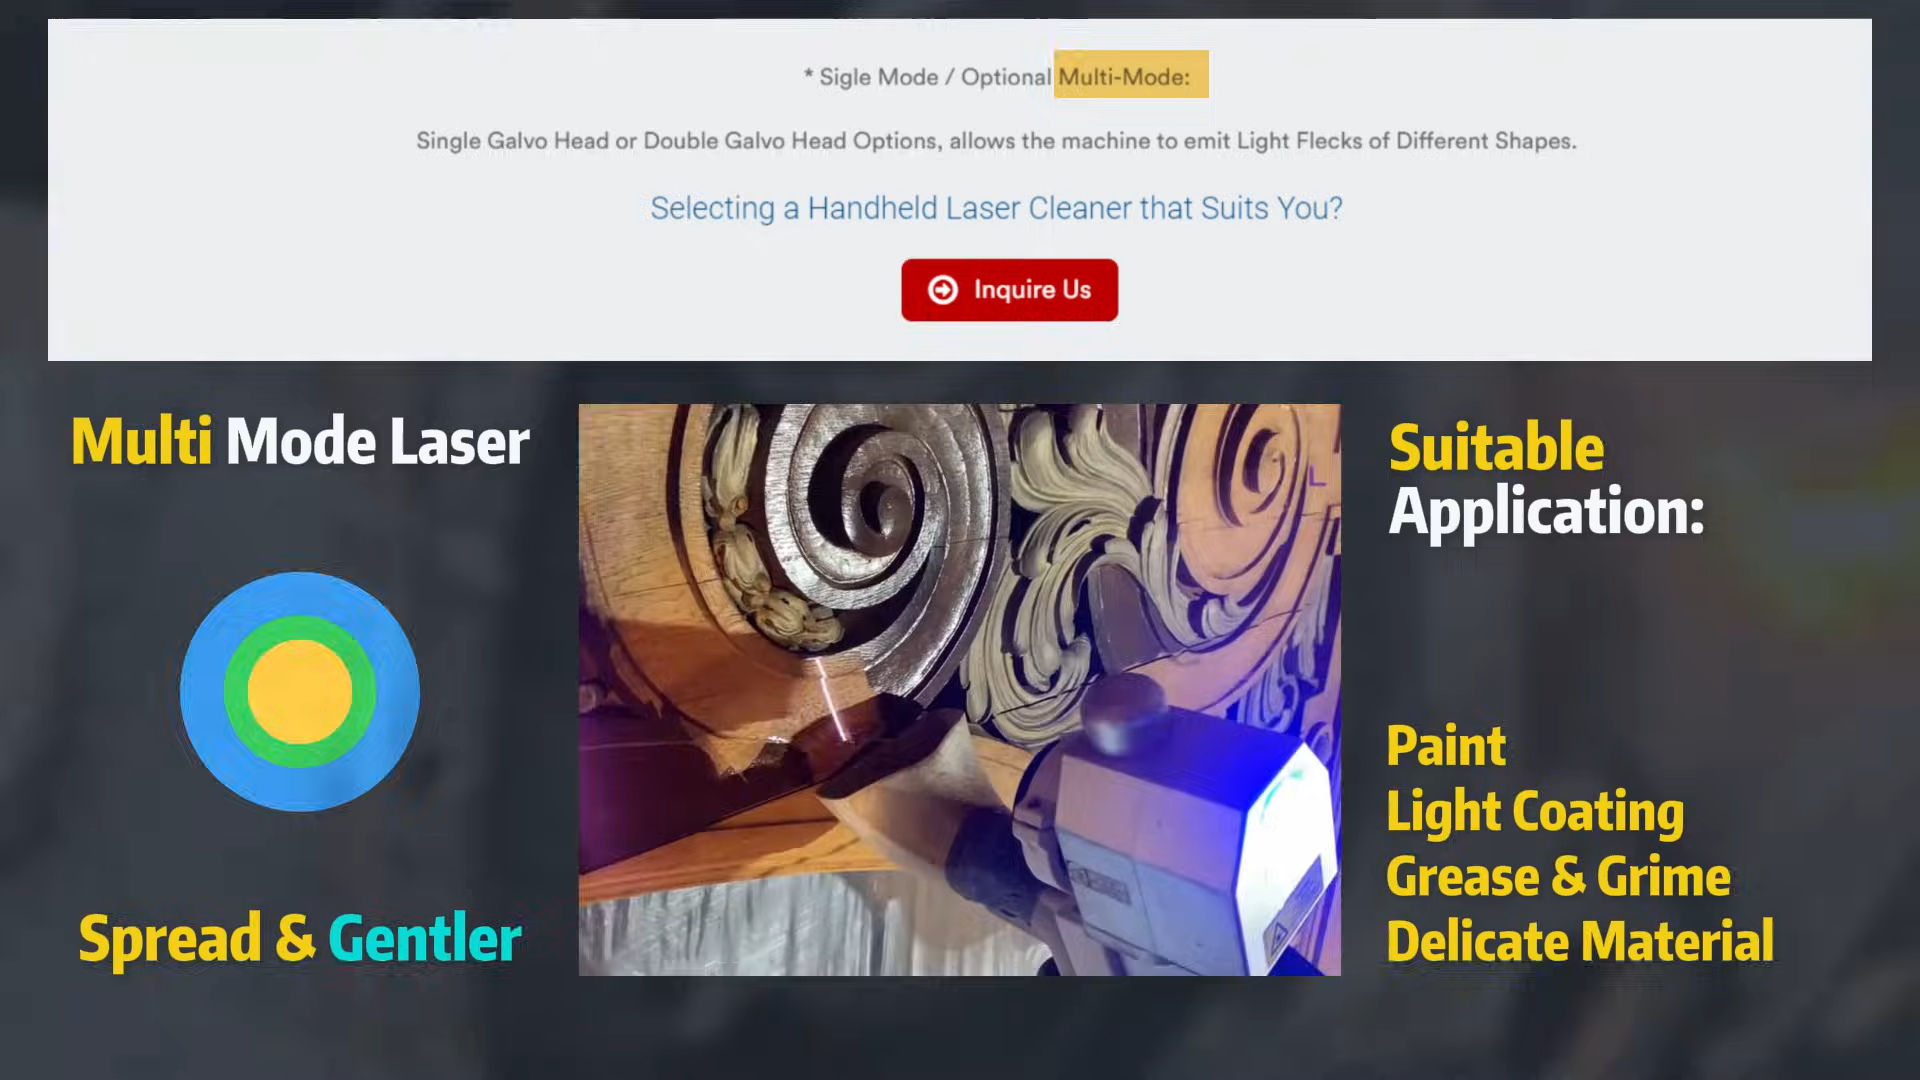 * Sigle Mode / Optional Multi-Mode:
Single Galvo Head or Double Galvo Head Options, allows the machine to emit Light Flecks of Different Shapes.
Selecting a Handheld Laser Cleaner that Suits You?
Inquire Us
Multi Mode Laser
Spread & Gentler
Suitable
Application:
Paint
Light Coating
Grease & Grime
Delicate Material